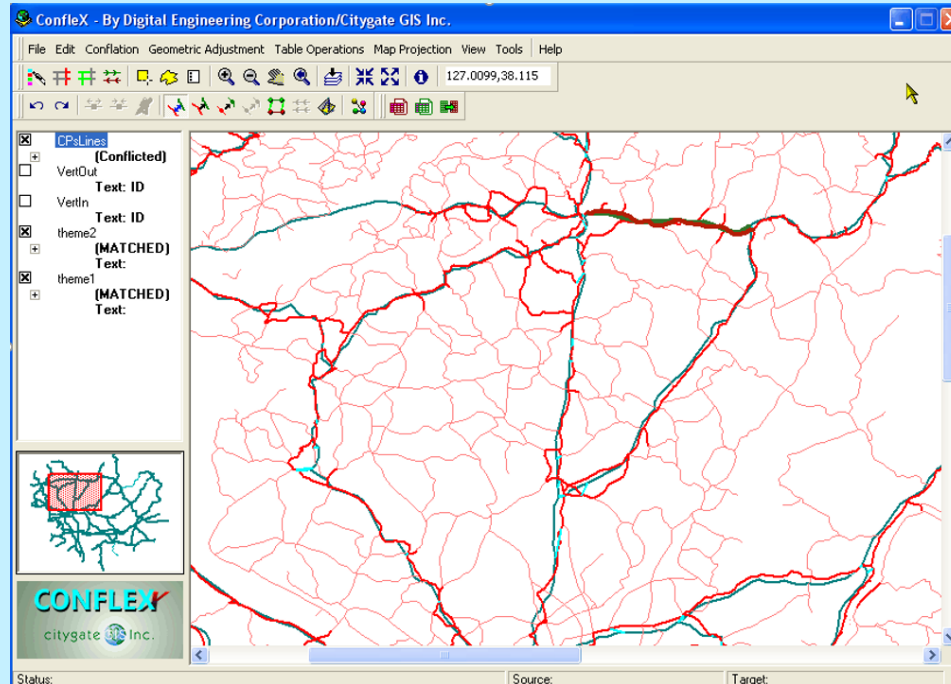 ConfleX - By Digital Engineering Corporation/Citygate GIS Inc.
File Edit Conflation Geometric Adjustment Table Operations Map Projection View Tools Help
127.0099,38.115
CPsLines
(Conflicted)
VertOut
Text: ID
VertIn
Text: ID
theme2
(MATCHED)
Text:
theme1
(MATCHED)
Text:
CONFLEX
citygate GIS Inc.
Status: Source: Target: